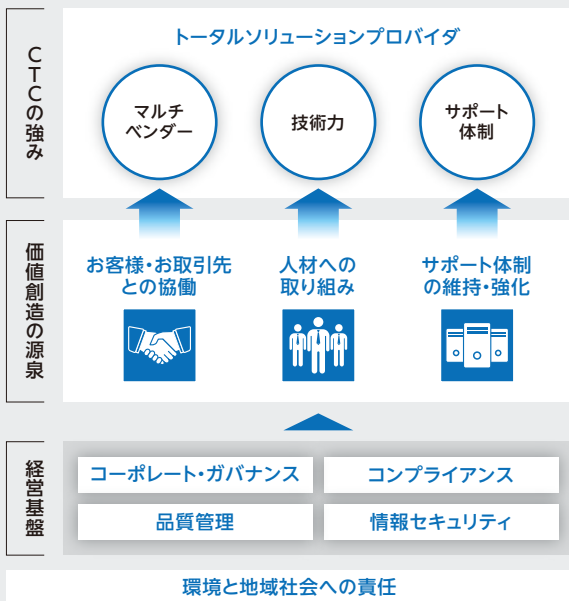 CTCの強み
トータルソリューションプロバイダ
マルチ
ベンダー
技術力
サポート
体制
価値創造の源泉
お客様・お取引先
との協働
人材への
取り組み
サポート体制
の維持・強化
経営基盤
コーポレート・ガバナンス
コンプライアンス
品質管理
情報セキュリティ
環境と地域社会への責任